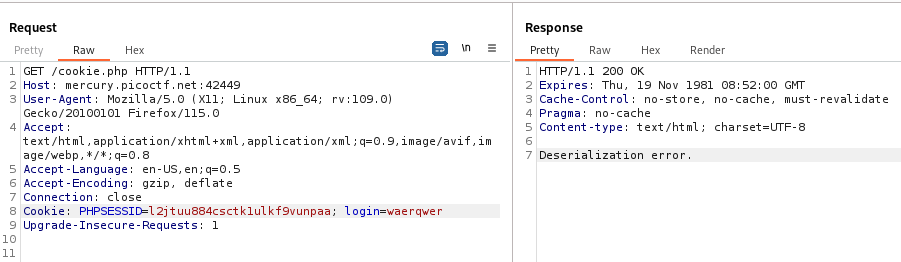 Request
Pretty Raw Hex \n
1 GET /cookie.php HTTP/1.1
2 Host: mercury.picoctf.net:42449
3 User-Agent: Mozilla/5.0 (X11; Linux x86_64; rv:109.0)
Gecko/20100101 Firefox/115.0
4 Accept:
text/html,application/xhtml+xml,application/xml;q=0.9,image/avif,im
age/webp,*/*;q=0.8
5 Accept-Language: en-US,en;q=0.5
6 Accept-Encoding: gzip, deflate
7 Connection: close
8 Cookie: PHPSESSID=l2jtuu884csctk1ulkf9vunpaa; login=waerqwer
9 Upgrade-Insecure-Requests: 1
10
11
Response
Pretty Raw Hex Render
1 HTTP/1.1 200 OK
2 Expires: Thu, 19 Nov 1981 08:52:00 GMT
3 Cache-Control: no-store, no-cache, must-revalidate
4 Pragma: no-cache
5 Content-type: text/html; charset=UTF-8
6
7 Deserialization error.